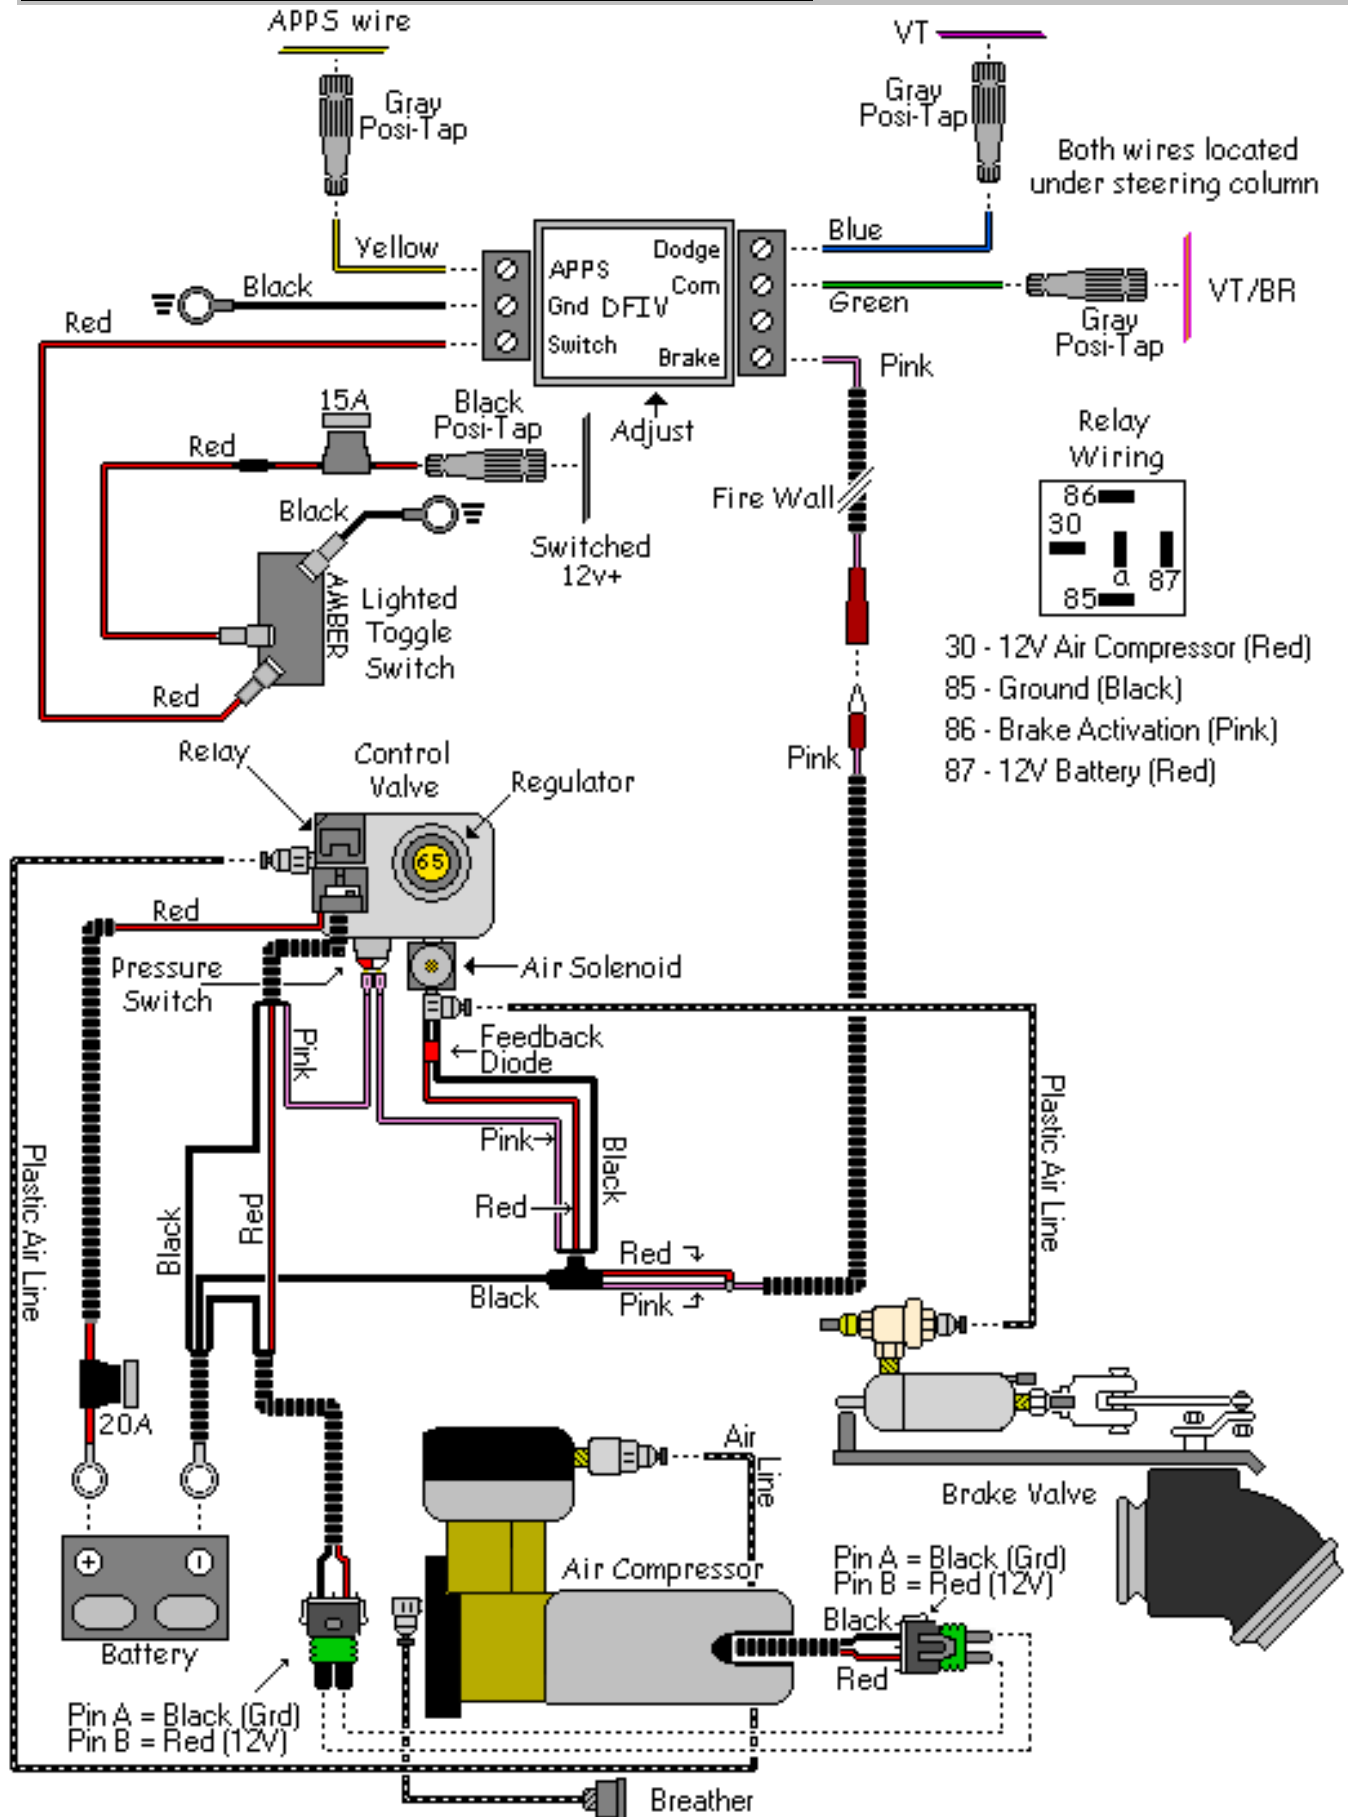 APPS wire
VT
Gray
Posi-Tap
Gray
Posi-Tap
Both wires located
under steering column
Yellow
Blue
Dodge
APPS
Com
Black
Gnd DFIV
Green
VT/BR
Red
Switch
Gray
Posi-Tap
Brake
Pink
15A
Black
Posi-Tap
Adjust
Relay
Wiring
Red
Fire Wall
86
30
Black
a
87
85
Switched
12v+
AMBER
Lighted
Toggle
Switch
30 - 12V Air Compressor (Red)
85 - Ground (Black)
86 - Brake Activation (Pink)
87 - 12V Battery (Red)
Red
Relay
Control
Valve
Regulator
Pink
65
Red
Pressure
Switch
Air Solenoid
Feedback
Diode
Pink
Plastic Air Line
Pink
Black
Plastic Air Line
Red
Black
Red
Red
Black
Pink
+
-
20A
Air
Line
Brake Valve
Air Compressor
Pin A = Black (Grd)
Pin B = Red (12V)
Black
Red
Battery
Pin A = Black (Grd)
Pin B = Red (12V)
Breather